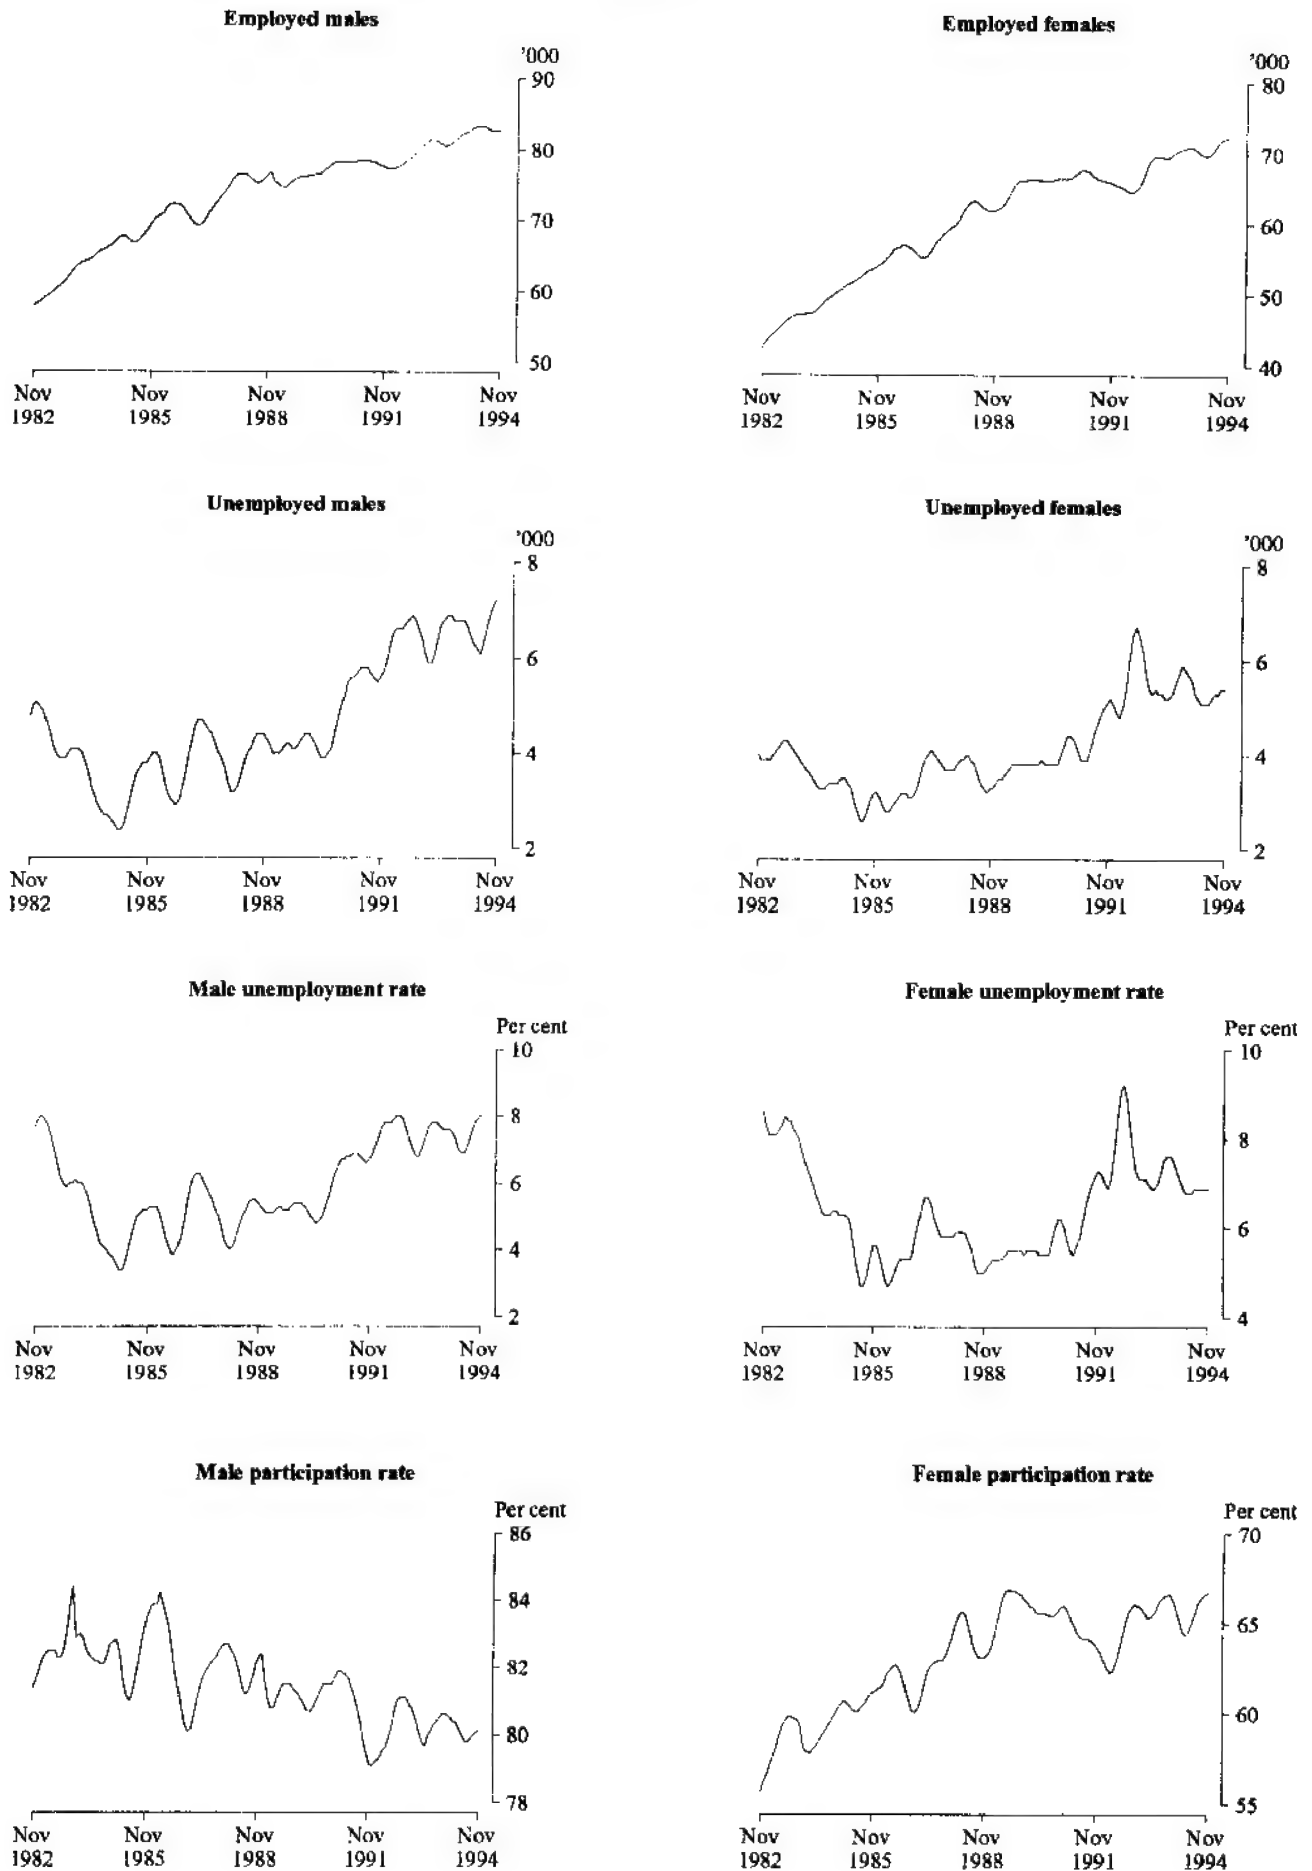 Employed males
'000
90
80
70
60
50
Nov Nov Nov Nov Nov
1982 1985 1988 1991 1994
Employed females
'000
80
70
60
50
40
Nov Nov Nov Nov Nov
1982 1985 1988 1991 1994
Unemployed males
'000
8
6
4
2
Nov Nov Nov Nov Nov
1982 1985 1988 1991 1994
Unemployed females
'000
8
6
4
2
Nov Nov Nov Nov Nov
1982 1985 1988 1991 1994
Male unemployment rate
Per cent
10
8
6
4
2
Nov Nov Nov Nov Nov
1982 1985 1988 1991 1994
Female unemployment rate
Per cent
10
8
6
4
Nov Nov Nov Nov Nov
1982 1985 1988 1991 1994
Male participation rate
Per cent
86
84
82
80
78
Nov Nov Nov Nov Nov
1982 1985 1988 1991 1994
Female participation rate
Per cent
70
65
60
55
Nov Nov Nov Nov Nov
1982 1985 1988 1991 1994